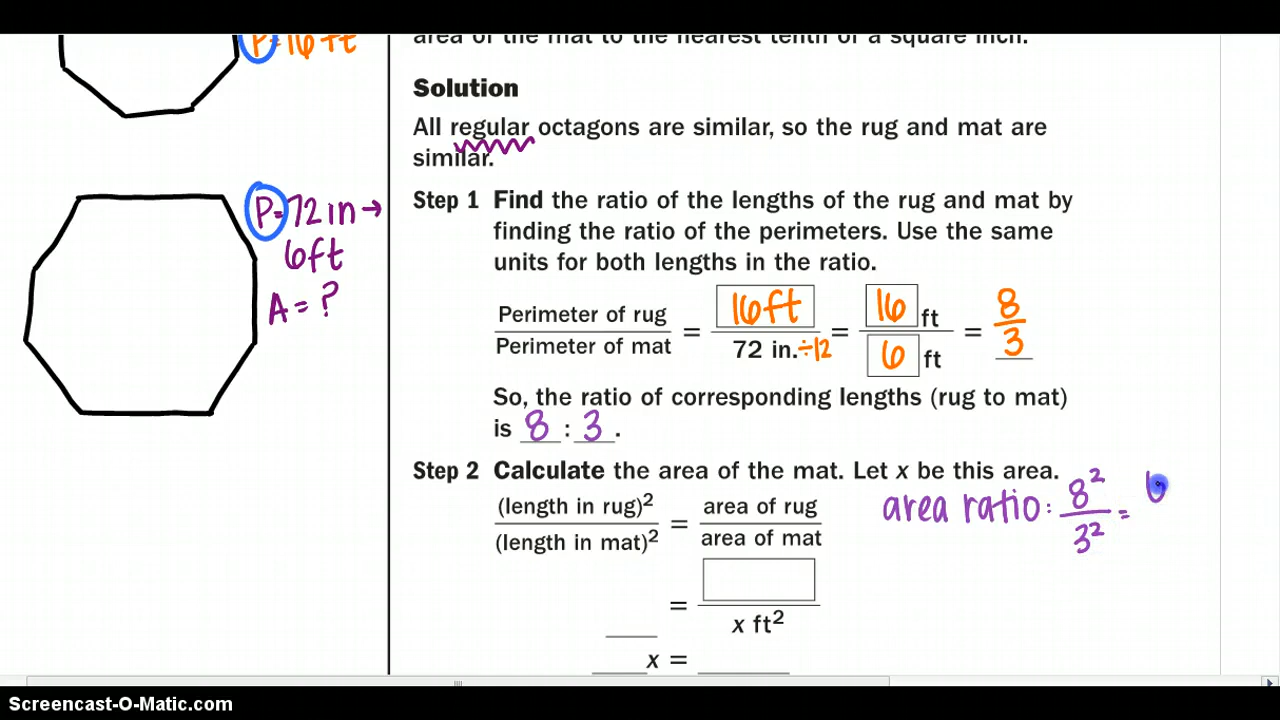 P=16ft
area of the mat to the nearest tenth of a square inch.
Solution
All regular octagons are similar, so the rug and mat are
similar.
P=72 in →
6ft
A = ?
Step 1 Find the ratio of the lengths of the rug and mat by
finding the ratio of the perimeters. Use the same
units for both lengths in the ratio.
Perimeter of rug / Perimeter of mat = 16ft / 72 in. ÷12 = 16 ft / 6 ft = 8 / 3
So, the ratio of corresponding lengths (rug to mat)
is 8 : 3 .
Step 2 Calculate the area of the mat. Let x be this area.
(length in rug)² / (length in mat)² = area of rug / area of mat
area ratio: 8² / 3² = 6
= / x ft²
x =
Screencast-O-Matic.com